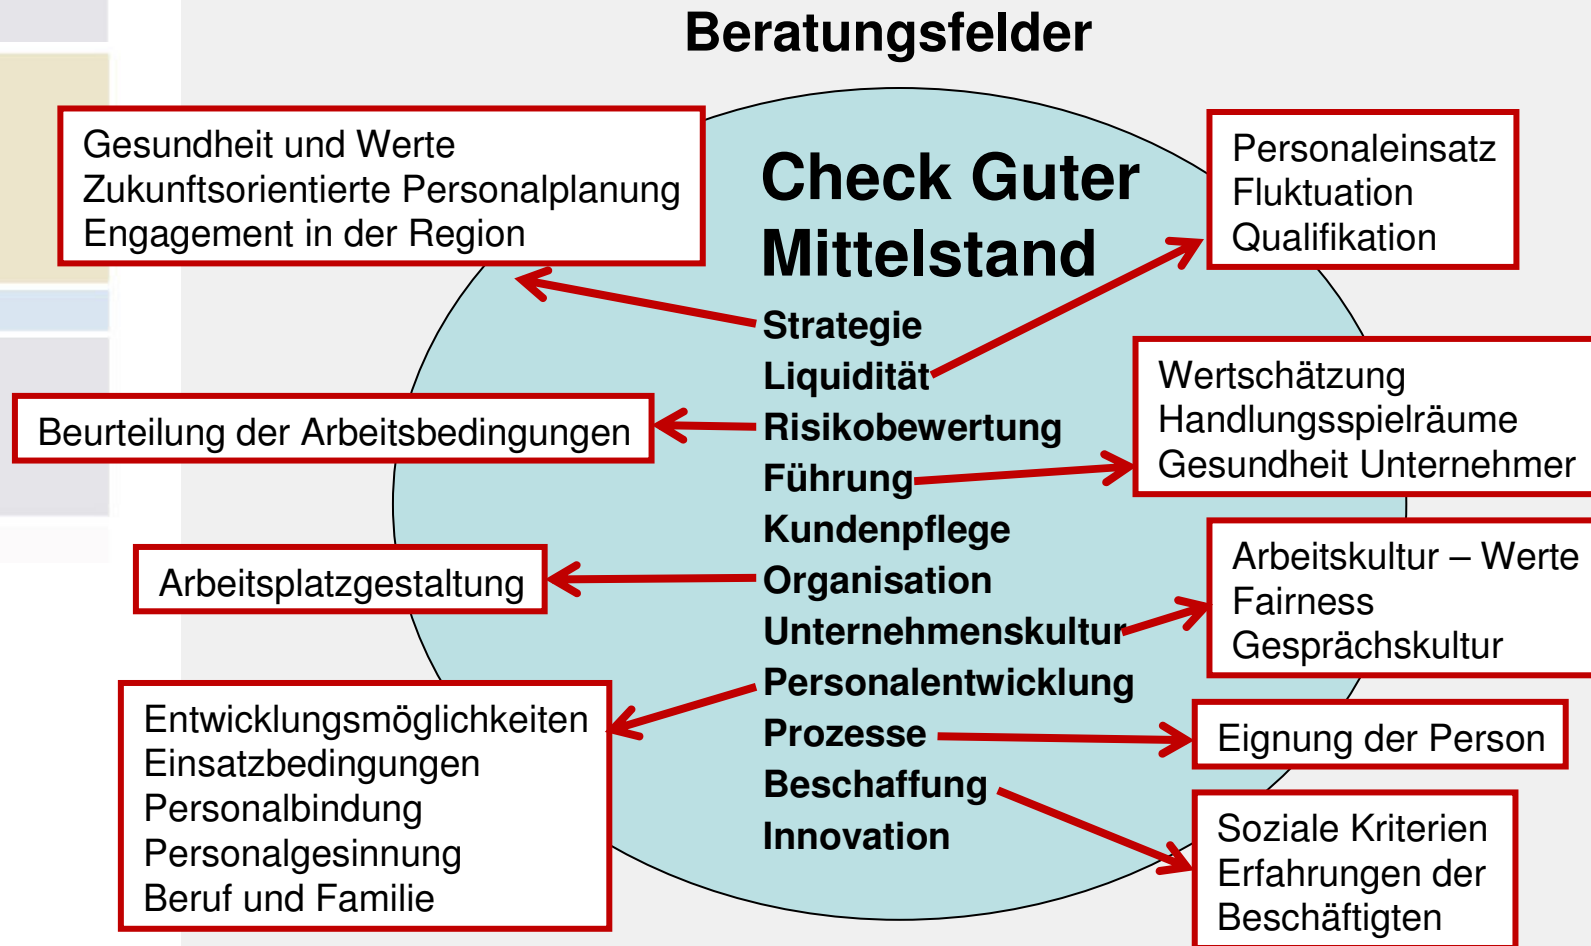 Beratungsfelder
Gesundheit und Werte
Zukunftsorientierte Personalplanung
Engagement in der Region
Check Guter
Mittelstand
Personaleinsatz
Fluktuation
Qualifikation
Strategie
Liquidität
Risikobewertung
Führung
Kundenpflege
Organisation
Unternehmenskultur
Personalentwicklung
Prozesse
Beschaffung
Innovation
Beurteilung der Arbeitsbedingungen
Wertschätzung
Handlungsspielräume
Gesundheit Unternehmer
Arbeitsplatzgestaltung
Arbeitskultur – Werte
Fairness
Gesprächskultur
Entwicklungsmöglichkeiten
Einsatzbedingungen
Personalbindung
Personalgesinnung
Beruf und Familie
Eignung der Person
Soziale Kriterien
Erfahrungen der
Beschäftigten